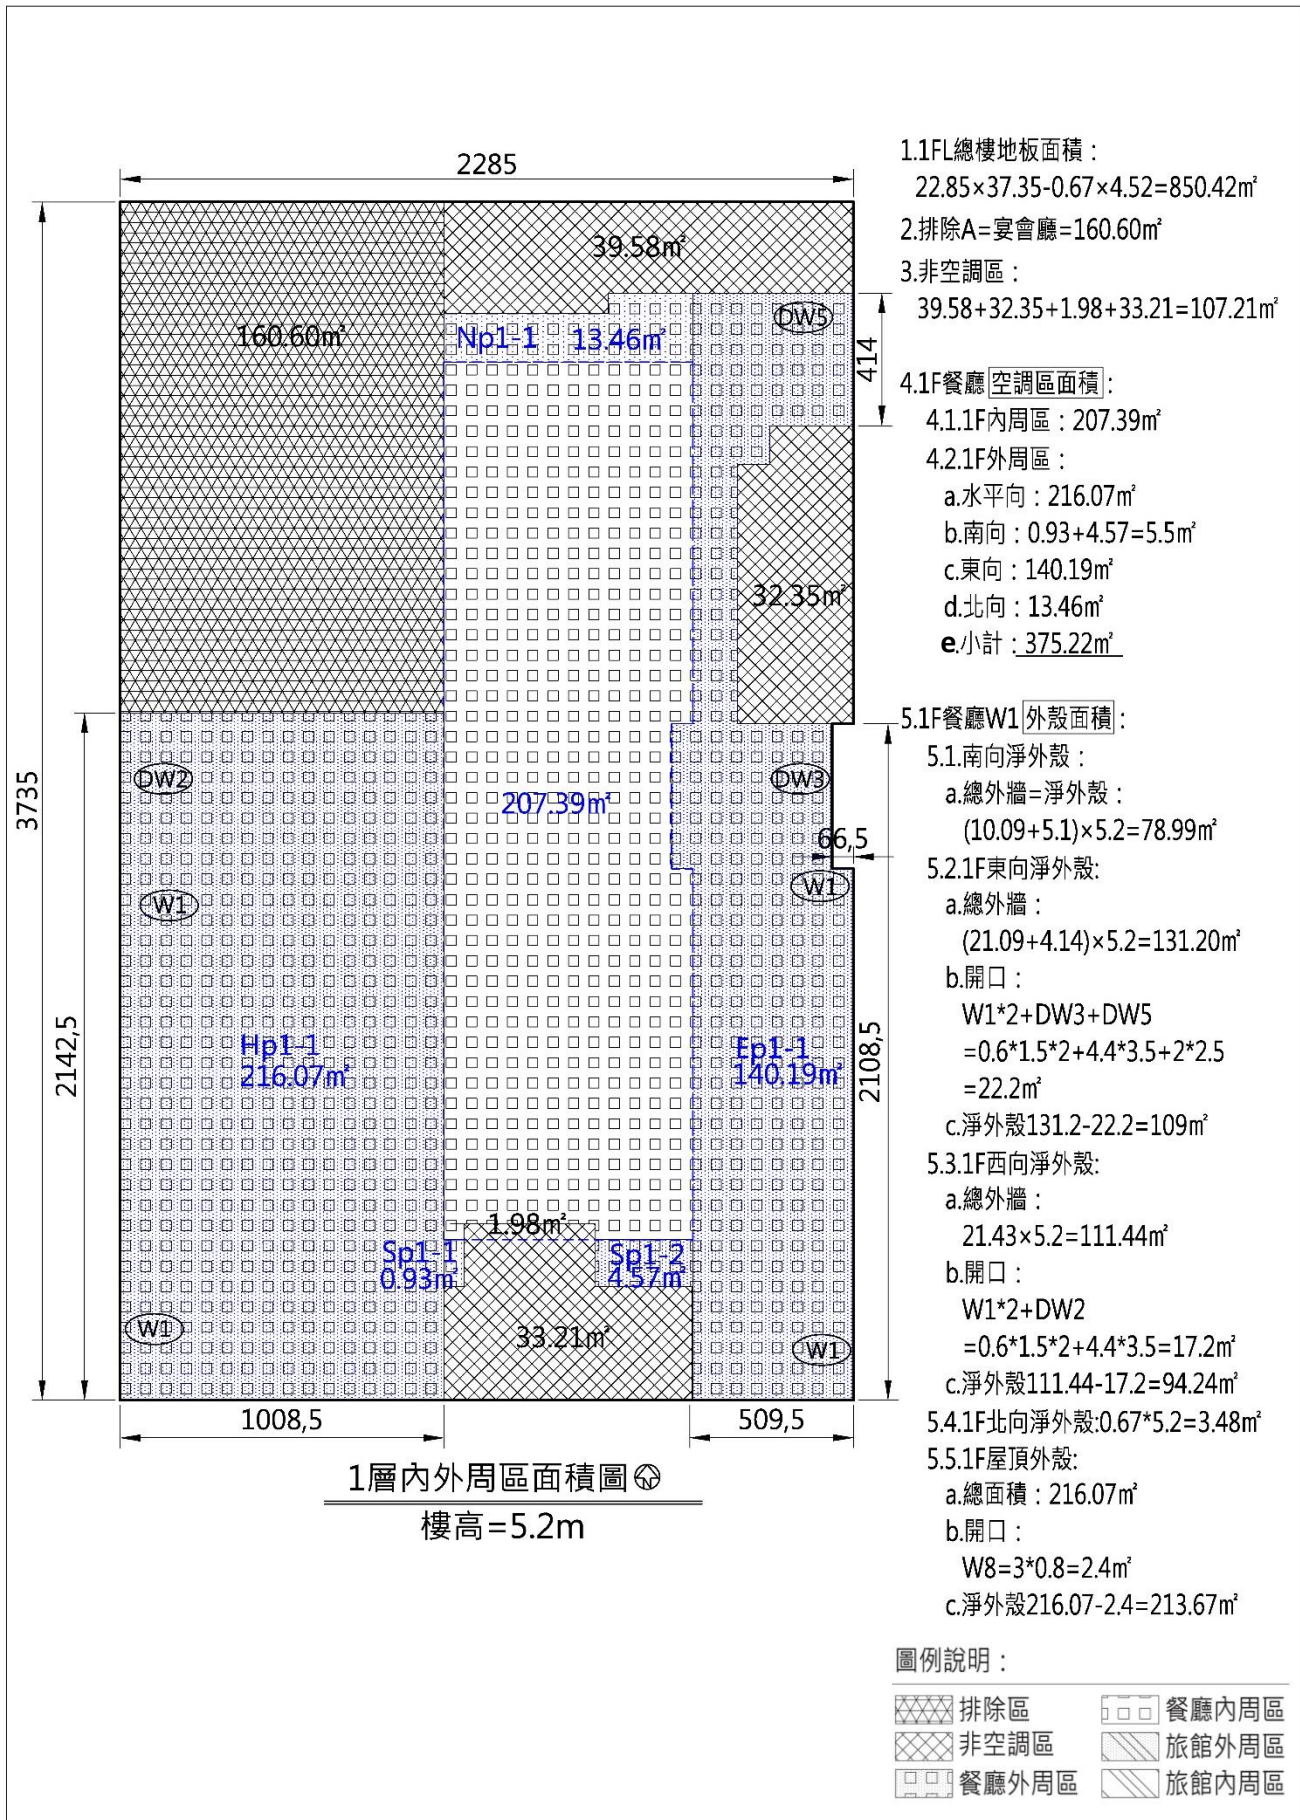 2285
3735
160.60㎡
39.58㎡
Np1-1 13.46㎡
DW5
414
32.35㎡
DW2
207.39㎡
DW3
66,5
W1
W1
2142,5
2108,5
Hp1-1
216.07㎡
Ep1-1
140.19㎡
1.98㎡
Sp1-1
0.93㎡
Sp1-2
4.57㎡
W1
33.21㎡
W1
1008,5
509,5
1層內外周區面積圖
樓高=5.2m
1.1FL總樓地板面積：
22.85×37.35-0.67×4.52=850.42㎡
2.排除A=宴會廳=160.60㎡
3.非空調區：
39.58+32.35+1.98+33.21=107.21㎡
4.1F餐廳空調區面積：
4.1.1F內周區：207.39㎡
4.2.1F外周區：
a.水平向：216.07㎡
b.南向：0.93+4.57=5.5㎡
c.東向：140.19㎡
d.北向：13.46㎡
e.小計：375.22㎡
5.1F餐廳W1外殼面積：
5.1.南向淨外殼：
a.總外牆=淨外殼：
(10.09+5.1)×5.2=78.99㎡
5.2.1F東向淨外殼:
a.總外牆：
(21.09+4.14)×5.2=131.20㎡
b.開口：
W1*2+DW3+DW5
=0.6*1.5*2+4.4*3.5+2*2.5
=22.2㎡
c.淨外殼131.2-22.2=109㎡
5.3.1F西向淨外殼:
a.總外牆：
21.43×5.2=111.44㎡
b.開口：
W1*2+DW2
=0.6*1.5*2+4.4*3.5=17.2㎡
c.淨外殼111.44-17.2=94.24㎡
5.4.1F北向淨外殼:0.67*5.2=3.48㎡
5.5.1F屋頂外殼:
a.總面積：216.07㎡
b.開口：
W8=3*0.8=2.4㎡
c.淨外殼216.07-2.4=213.67㎡
圖例說明：
排除區
餐廳內周區
非空調區
旅館外周區
餐廳外周區
旅館內周區